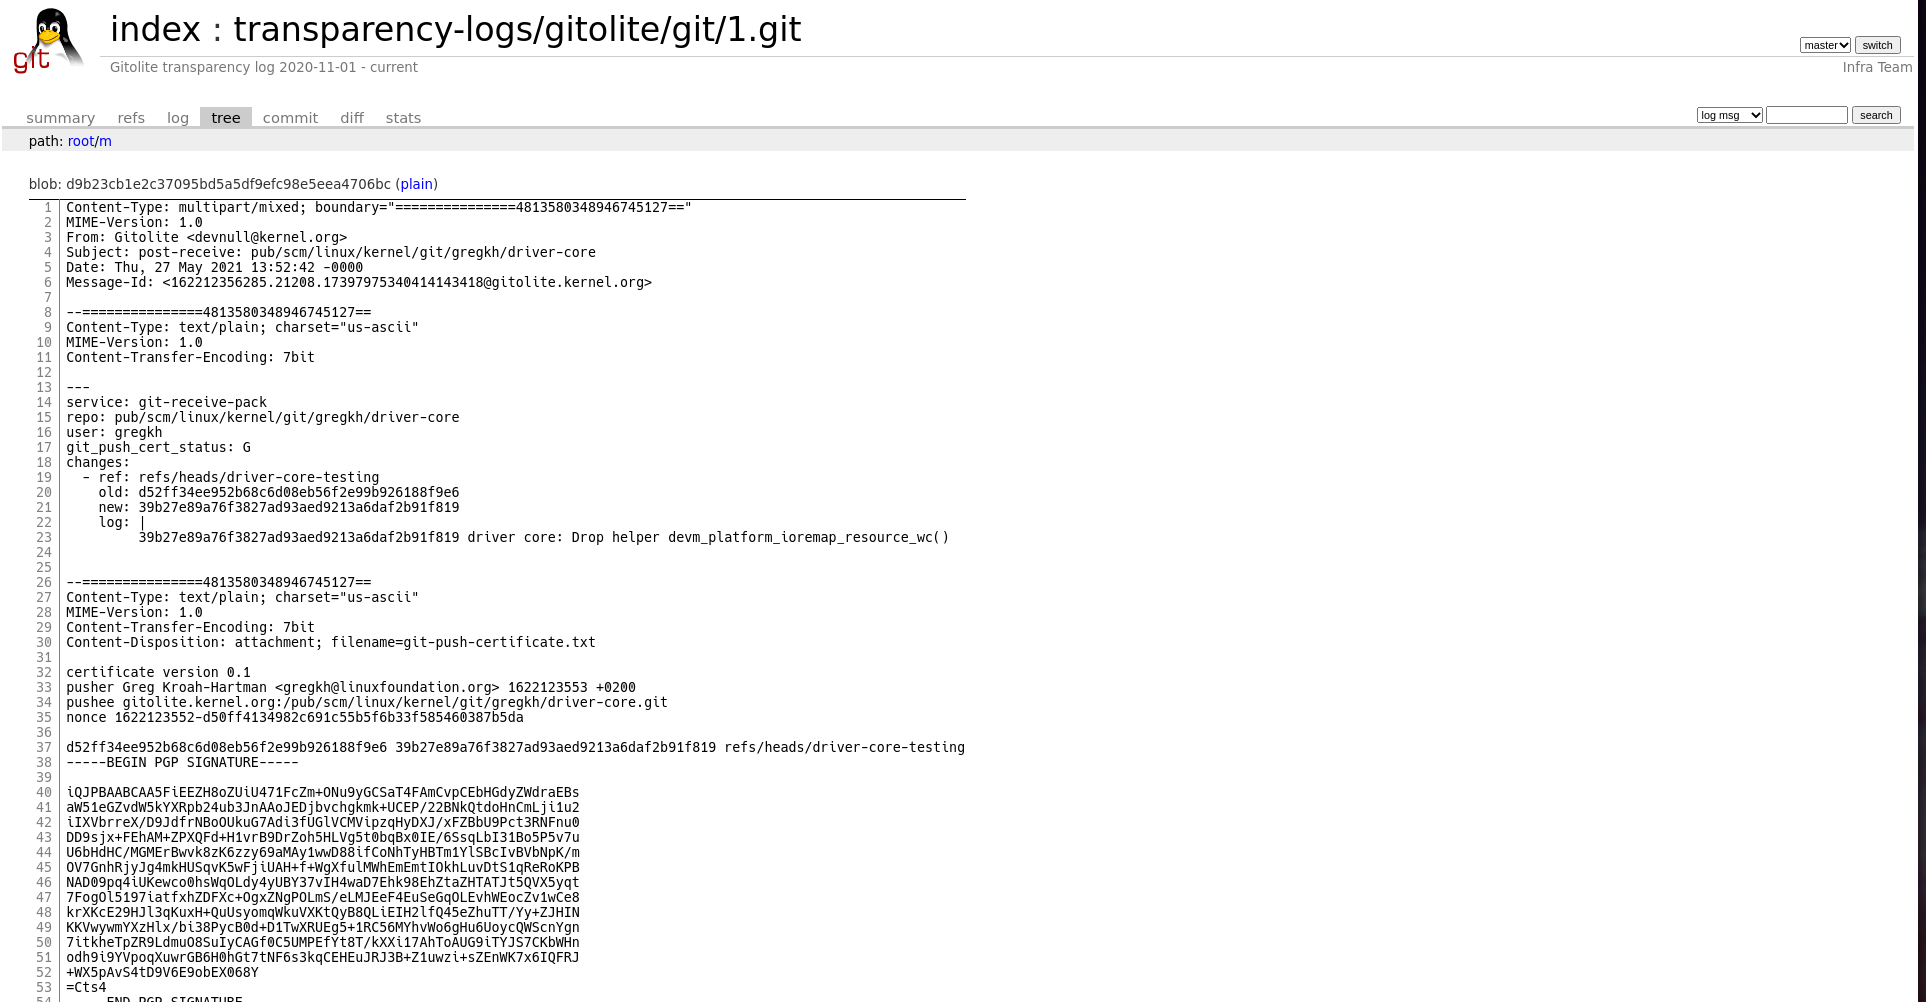 index : transparency-logs/gitolite/git/1.git
git
master switch
Gitolite transparency log 2020-11-01 - current
Infra Team
summary refs log tree commit diff stats
log msg search
path: root/m
blob: d9b23cb1e2c37095bd5a5df9efc98e5eea4706bc (plain)
1 Content-Type: multipart/mixed; boundary="===============4813580348946745127=="
2 MIME-Version: 1.0
3 From: Gitolite <devnull@kernel.org>
4 Subject: post-receive: pub/scm/linux/kernel/git/gregkh/driver-core
5 Date: Thu, 27 May 2021 13:52:42 -0000
6 Message-Id: <162212356285.21208.17397975340414143418@gitolite.kernel.org>
7
8 --===============4813580348946745127==
9 Content-Type: text/plain; charset="us-ascii"
10 MIME-Version: 1.0
11 Content-Transfer-Encoding: 7bit
12
13 ---
14 service: git-receive-pack
15 repo: pub/scm/linux/kernel/git/gregkh/driver-core
16 user: gregkh
17 git_push_cert_status: G
18 changes:
19   - ref: refs/heads/driver-core-testing
20     old: d52ff34ee952b68c6d08eb56f2e99b926188f9e6
21     new: 39b27e89a76f3827ad93aed9213a6daf2b91f819
22     log: |
23          39b27e89a76f3827ad93aed9213a6daf2b91f819 driver core: Drop helper devm_platform_ioremap_resource_wc()
24
25
26 --===============4813580348946745127==
27 Content-Type: text/plain; charset="us-ascii"
28 MIME-Version: 1.0
29 Content-Transfer-Encoding: 7bit
30 Content-Disposition: attachment; filename=git-push-certificate.txt
31
32 certificate version 0.1
33 pusher Greg Kroah-Hartman <gregkh@linuxfoundation.org> 1622123553 +0200
34 pushee gitolite.kernel.org:/pub/scm/linux/kernel/git/gregkh/driver-core.git
35 nonce 1622123552-d50ff4134982c691c55b5f6b33f585460387b5da
36
37 d52ff34ee952b68c6d08eb56f2e99b926188f9e6 39b27e89a76f3827ad93aed9213a6daf2b91f819 refs/heads/driver-core-testing
38 -----BEGIN PGP SIGNATURE-----
39
40 iQJPBAABCAA5FiEEZH8oZUiU471FcZm+ONu9yGCSaT4FAmCvpCEbHGdyZWdraEBs
41 aW51eGZvdW5kYXRpb24ub3JnAAoJEDjbvchgkmk+UCEP/22BNkQtdoHnCmLji1u2
42 iIXVbrreX/D9JdfrNBoOUkuG7Adi3fUGlVCMVipzqHyDXJ/xFZBbU9Pct3RNFnu0
43 DD9sjx+FEhAM+ZPXQFd+H1vrB9DrZoh5HLVg5t0bqBx0IE/6SsqLbI31Bo5P5v7u
44 U6bHdHC/MGMErBwvk8zK6zzy69aMAy1wwD88ifCoNhTyHBTm1YlSBcIvBVbNpK/m
45 OV7GnhRjyJg4mkHUSqvK5wFjiUAH+f+WgXfulMWhEmEmtIOkhLuvDtS1qReRoKPB
46 NAD09pq4iUKewco0hsWqOLdy4yUBY37vIH4waD7Ehk98EhZtaZHTATJt5QVX5yqt
47 7FogOl5197iatfxhZDFXc+OgxZNgPOLmS/eLMJEeF4EuSeGqOLEvhWEocZv1wCe8
48 krXKcE29HJl3qKuxH+QuUsyomqWkuVXKtQyB8QLiEIH2lfQ45eZhuTT/Yy+ZJHIN
49 KKVwywmYXzHlx/bi38PycB0d+D1TwXRUEg5+1RC56MYhvWo6gHu6UoycQWScnYgn
50 7itkheTpZR9LdmuO8SuIyCAGf0C5UMPEfYt8T/kXXi17AhToAUG9iTYJS7CKbWHn
51 odh9i9YVpoqXuwrGB6H0hGt7tNF6s3kqCEHEuJRJ3B+Z1uwzi+sZEnWK7x6IQFRJ
52 +WX5pAvS4tD9V6E9obEX068Y
53 =Cts4
54 -----END PGP SIGNATURE-----